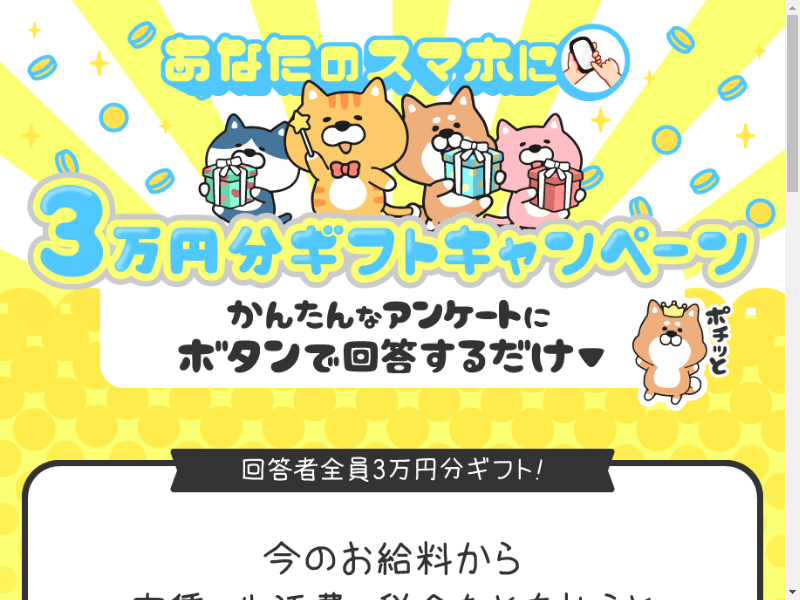 あなたのスマホに
3万円分ギフトキャンペーン
かんたんなアンケートに
ボタンで回答するだけ♥
ポチッと
回答者全員3万円分ギフト!
今のお給料から